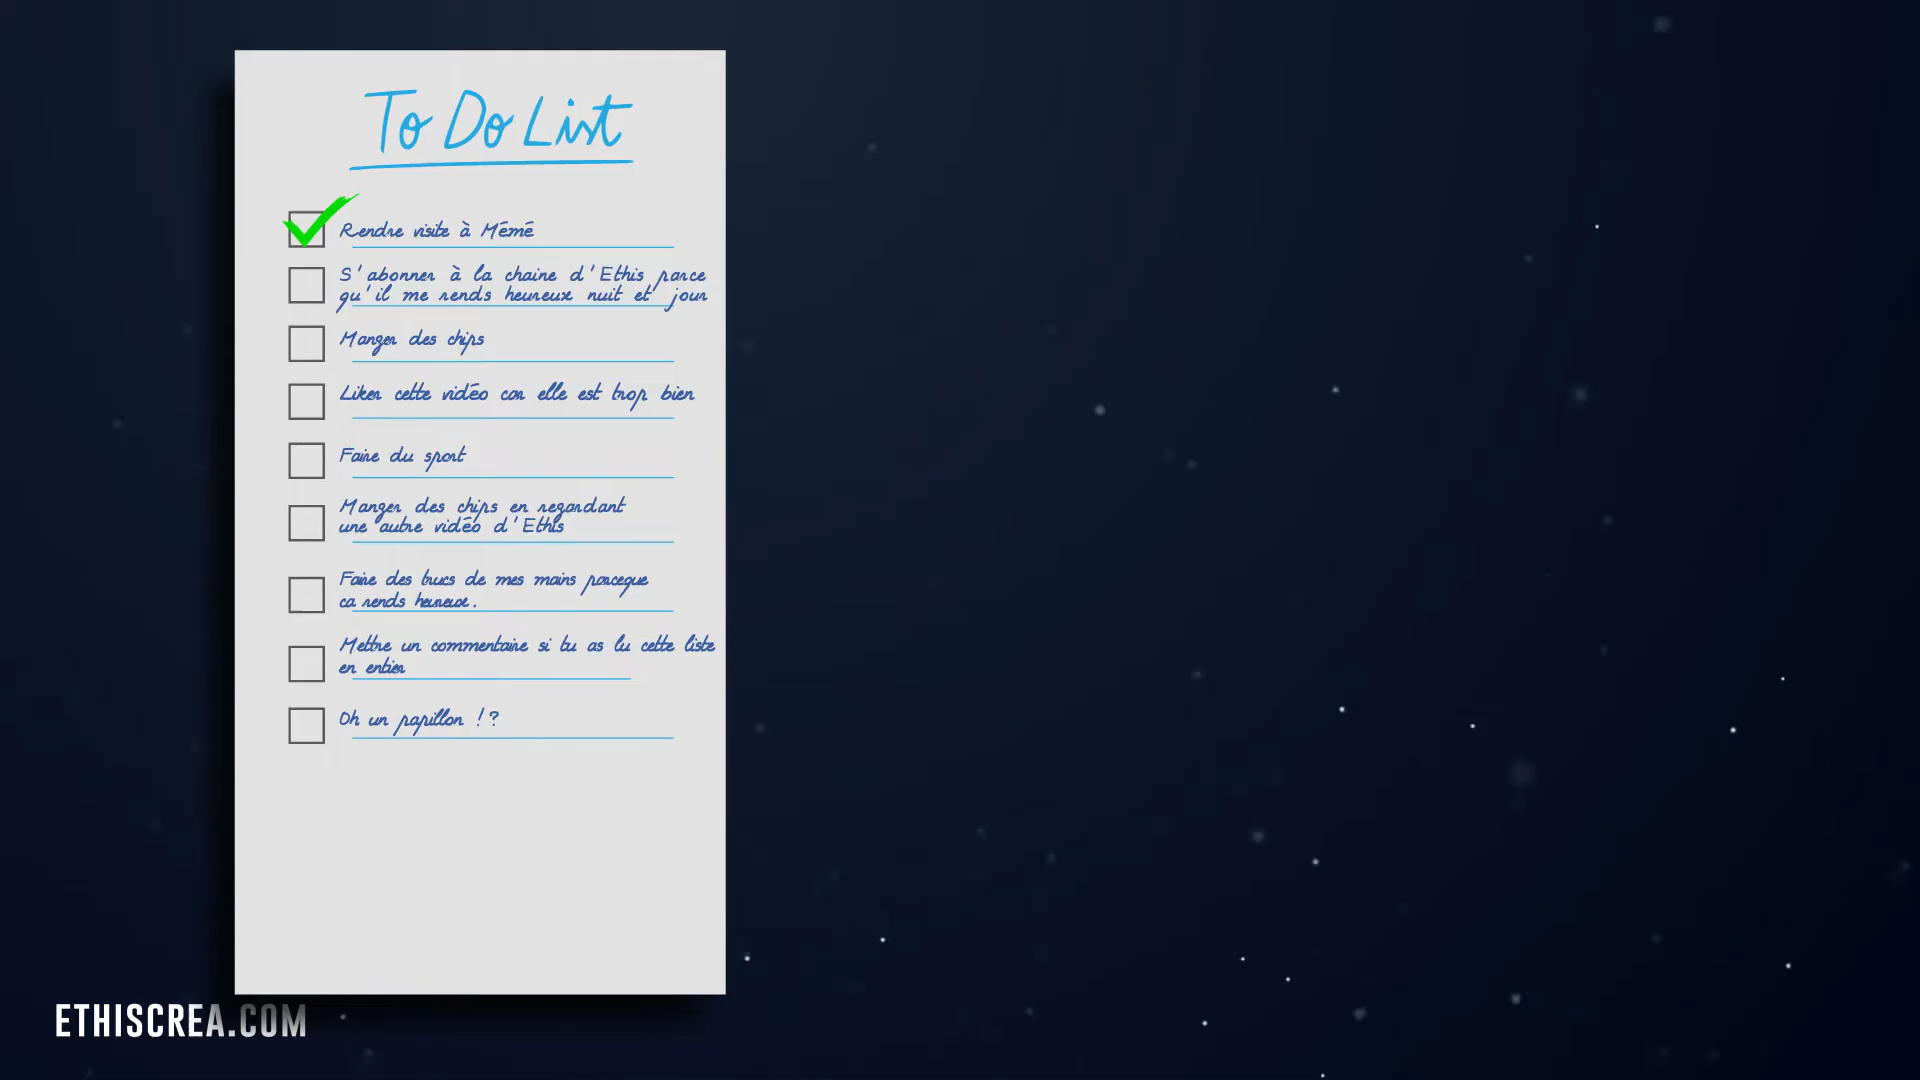 To Do List
Rendre visite à Mémé
S'abonner à la chaine d'Ethis parce
qu'il me rends heureux nuit et jour
Manger des chips
Liker cette vidéo car elle est trop bien
Faire du sport
Manger des chips en regardant
une autre vidéo d'Ethis
Faire des trucs de mes mains parceque
ca rends heureux.
Mettre un commentaire si tu as lu cette liste
en entier
Oh un papillon !?
ETHISCREA.COM